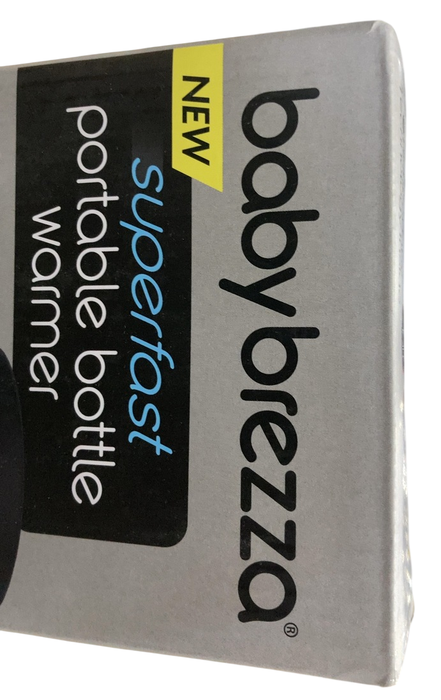 baby brezza®
NEW
superfast
portable bottle
warmer